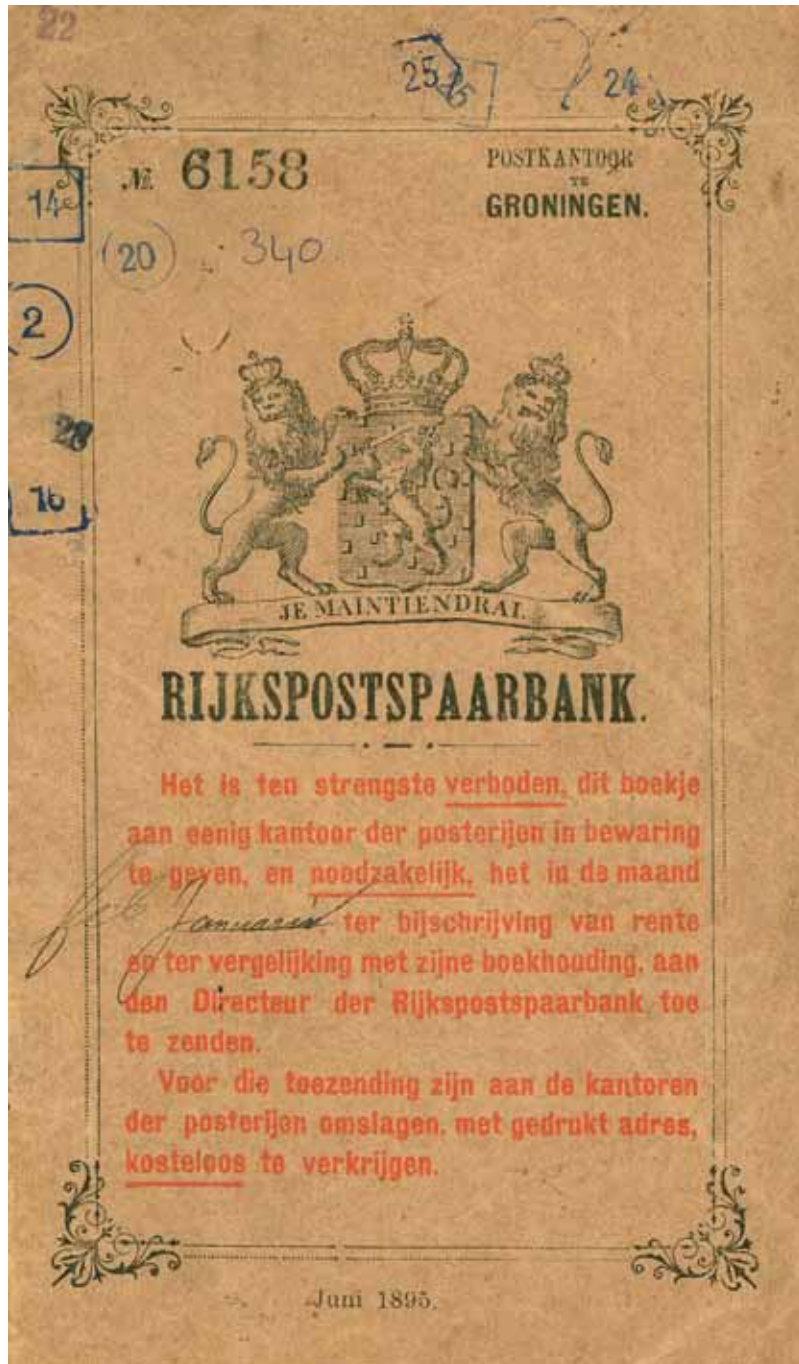 22
25 25 24
№ 6158
POSTKANTOOR
TE
GRONINGEN.
14
20 340.
2
28
16
JE MAINTIENDRAI.
RIJKSPOSTSPAARBANK.
Het is ten strengste verboden, dit boekje
aan eenig kantoor der posterijen in bewaring
te geven, en noodzakelijk, het in de maand
Januari ter bijschrijving van rente
en ter vergelijking met zijne boekhouding, aan
den Directeur der Rijkspostspaarbank toe
te zenden.
Voor die toezending zijn aan de kantoren
der posterijen omslagen, met gedrukt adres,
kosteloos te verkrijgen.
Juni 1895.